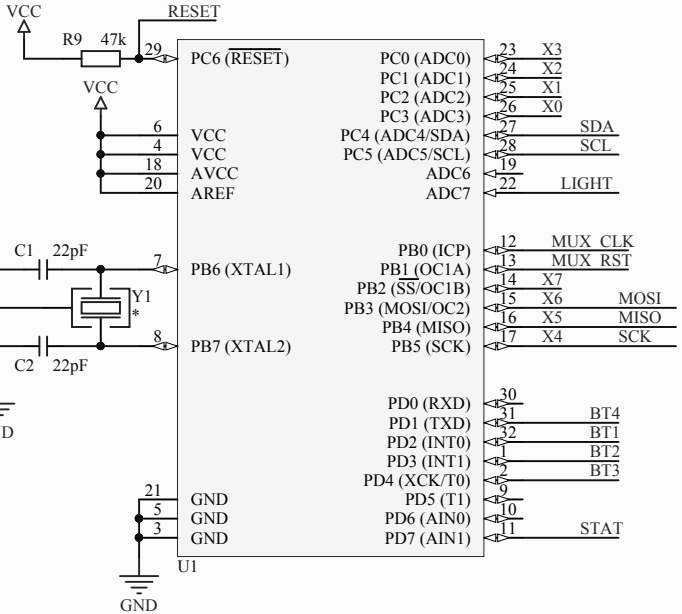 VCC RESET
R9 47k 29 PC6 (RESET) PC0 (ADC0) 23 X3
PC1 (ADC1) 24 X2
VCC PC2 (ADC2) 25 X1
PC3 (ADC3) 26 X0
6 VCC PC4 (ADC4/SDA) 27 SDA
4 VCC PC5 (ADC5/SCL) 28 SCL
18 AVCC ADC6 19
20 AREF ADC7 22 LIGHT
PB0 (ICP) 12 MUX_CLK
C1 22pF 7 PB6 (XTAL1) PB1 (OC1A) 13 MUX_RST
PB2 (SS/OC1B) 14 X7
Y1 PB3 (MOSI/OC2) 15 X6 MOSI
* PB4 (MISO) 16 X5 MISO
8 PB7 (XTAL2) PB5 (SCK) 17 X4 SCK
C2 22pF
PD0 (RXD) 30
PD1 (TXD) 31 BT4
D PD2 (INT0) 32 BT1
PD3 (INT1) 1 BT2
PD4 (XCK/T0) 2 BT3
21 GND PD5 (T1) 9
5 GND PD6 (AIN0) 10
3 GND PD7 (AIN1) 11 STAT
U1
GND